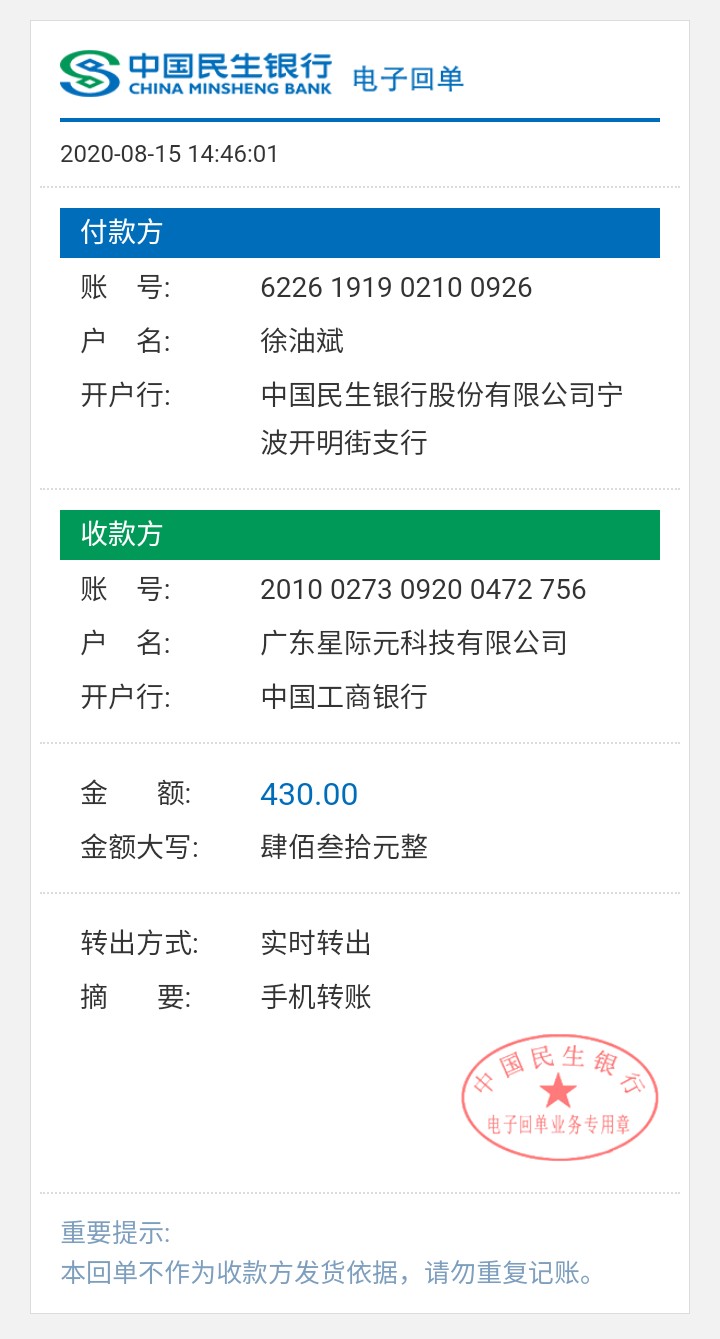 中国民生银行 电子回单
CHINA MINSHENG BANK
2020-08-15 14:46:01
付款方
账 号: 6226 1919 0210 0926
户 名: 徐油斌
开户行: 中国民生银行股份有限公司宁
波开明街支行
收款方
账 号: 2010 0273 0920 0472 756
户 名: 广东星际元科技有限公司
开户行: 中国工商银行
金 额: 430.00
金额大写: 肆佰叁拾元整
转出方式: 实时转出
摘 要: 手机转账
中国民生银行
电子回单业务专用章
重要提示:
本回单不作为收款方发货依据，请勿重复记账。